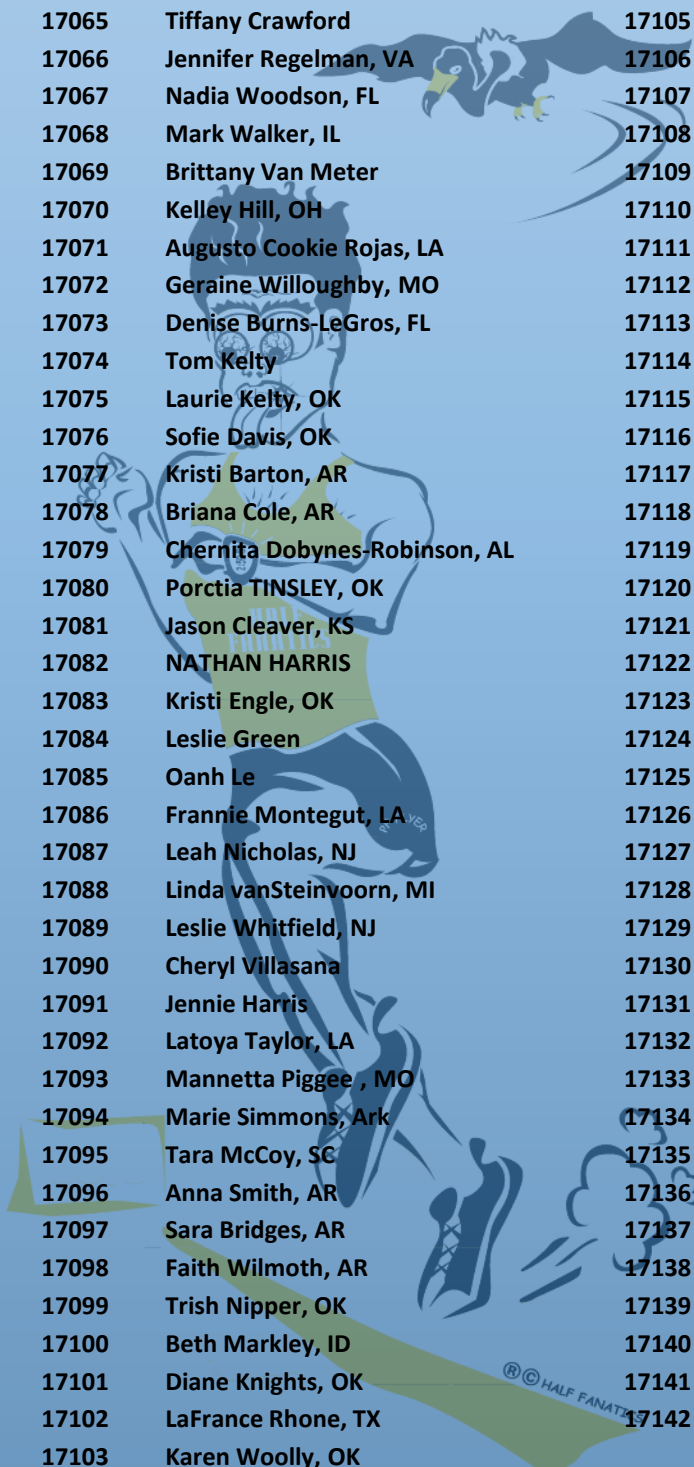 17065 Tiffany Crawford 17105
17066 Jennifer Regelman, VA 17106
17067 Nadia Woodson, FL 17107
17068 Mark Walker, IL 17108
17069 Brittany Van Meter 17109
17070 Kelley Hill, OH 17110
17071 Augusto Cookie Rojas, LA 17111
17072 Geraine Willoughby, MO 17112
17073 Denise Burns-LeGros, FL 17113
17074 Tom Kelty 17114
17075 Laurie Kelty, OK 17115
17076 Sofie Davis, OK 17116
17077 Kristi Barton, AR 17117
17078 Briana Cole, AR 17118
17079 Chernita Dobynes-Robinson, AL 17119
17080 Porctia TINSLEY, OK 17120
HALF
17081 Jason Cleaver, KS 17121
FANATICS
17082 NATHAN HARRIS 17122
17083 Kristi Engle, OK 17123
17084 Leslie Green 17124
17085 Oanh Le 17125
17086 Frannie Montegut, LA 17126
17087 Leah Nicholas, NJ 17127
17088 Linda vanSteinvoorn, MI 17128
17089 Leslie Whitfield, NJ 17129
17090 Cheryl Villasana 17130
17091 Jennie Harris 17131
17092 Latoya Taylor, LA 17132
17093 Mannetta Piggee , MO 17133
17094 Marie Simmons, Ark 17134
17095 Tara McCoy, SC 17135
17096 Anna Smith, AR 17136
17097 Sara Bridges, AR 17137
17098 Faith Wilmoth, AR 17138
17099 Trish Nipper, OK 17139
17100 Beth Markley, ID 17140
17101 Diane Knights, OK 17141
® © HALF FANATICS
17102 LaFrance Rhone, TX 17142
17103 Karen Woolly, OK